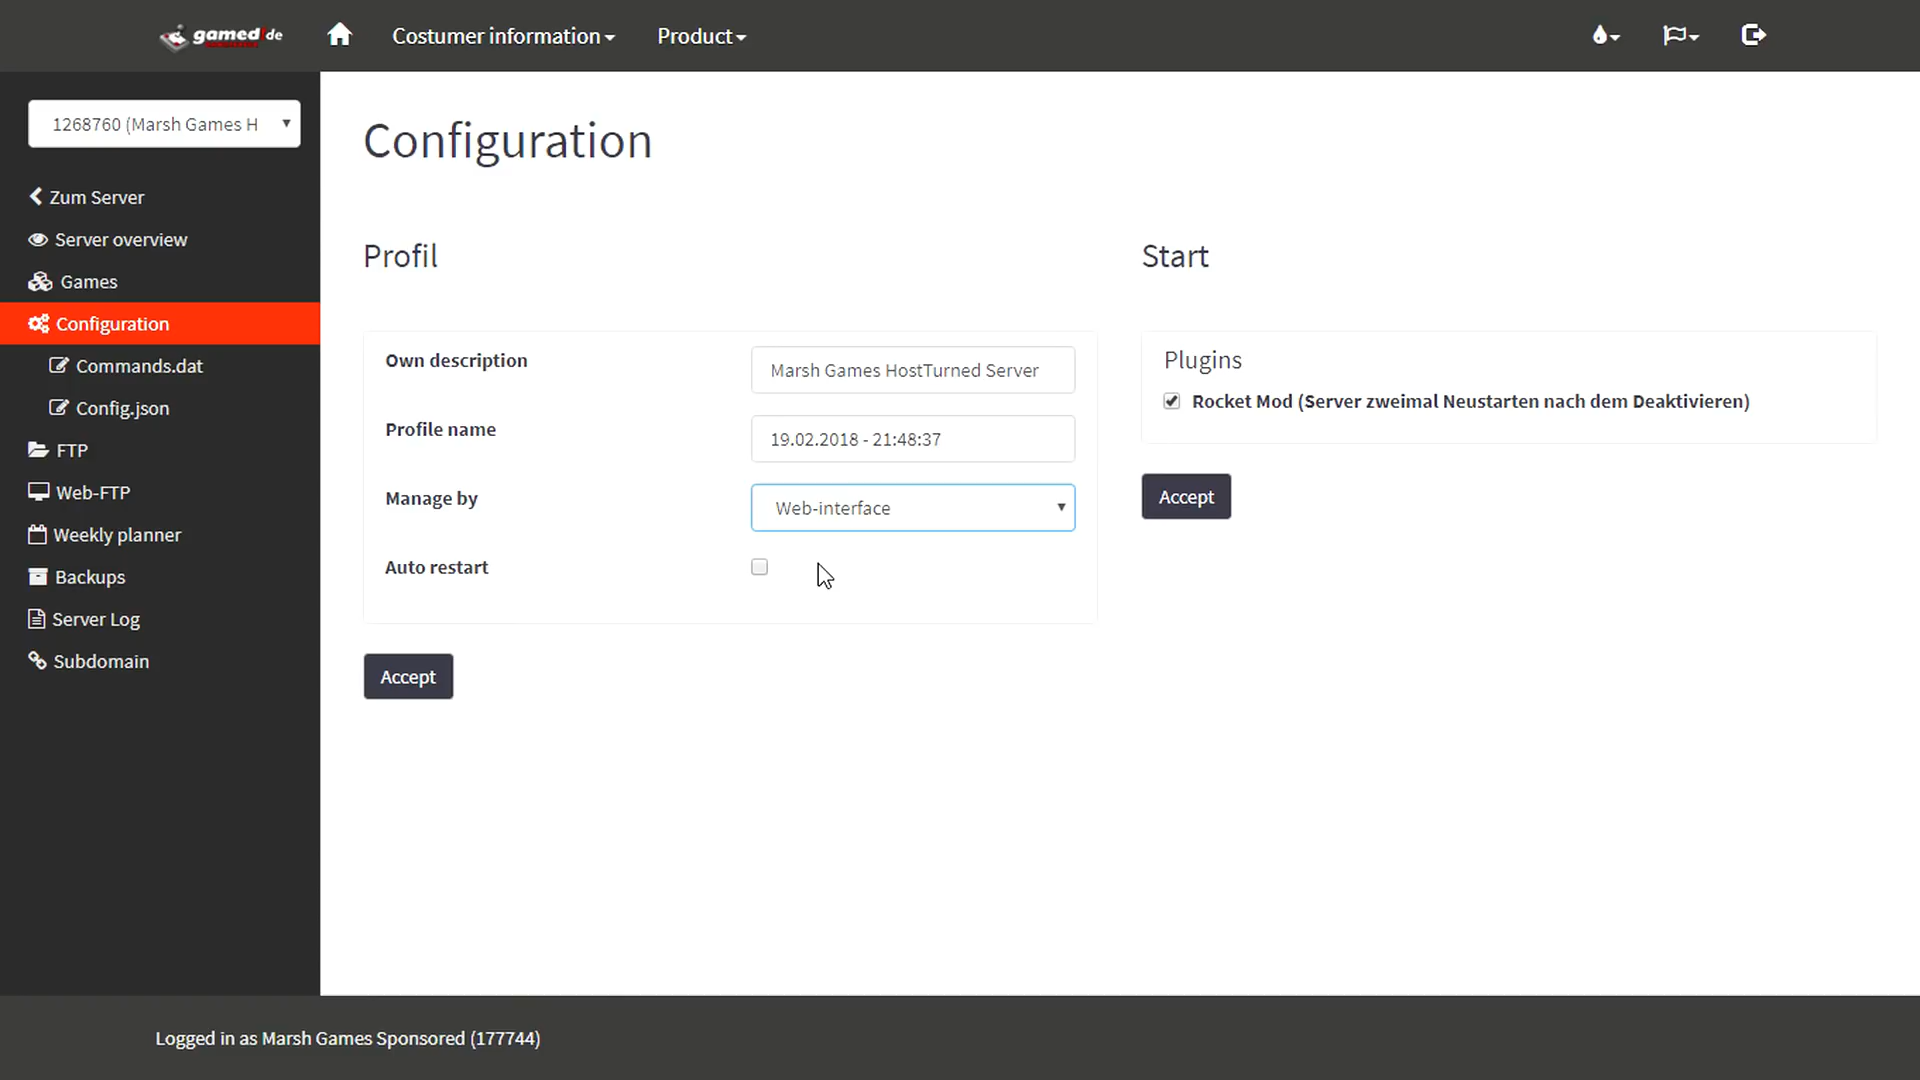 gamed!de
Costumer information
Product
1268760 (Marsh Games H
Zum Server
Server overview
Games
Configuration
Commands.dat
Config.json
FTP
Web-FTP
Weekly planner
Backups
Server Log
Subdomain
Configuration
Profil
Own description
Marsh Games HostTurned Server
Profile name
19.02.2018 - 21:48:37
Manage by
Web-interface
Auto restart
Accept
Start
Plugins
Rocket Mod (Server zweimal Neustarten nach dem Deaktivieren)
Accept
Logged in as Marsh Games Sponsored (177744)